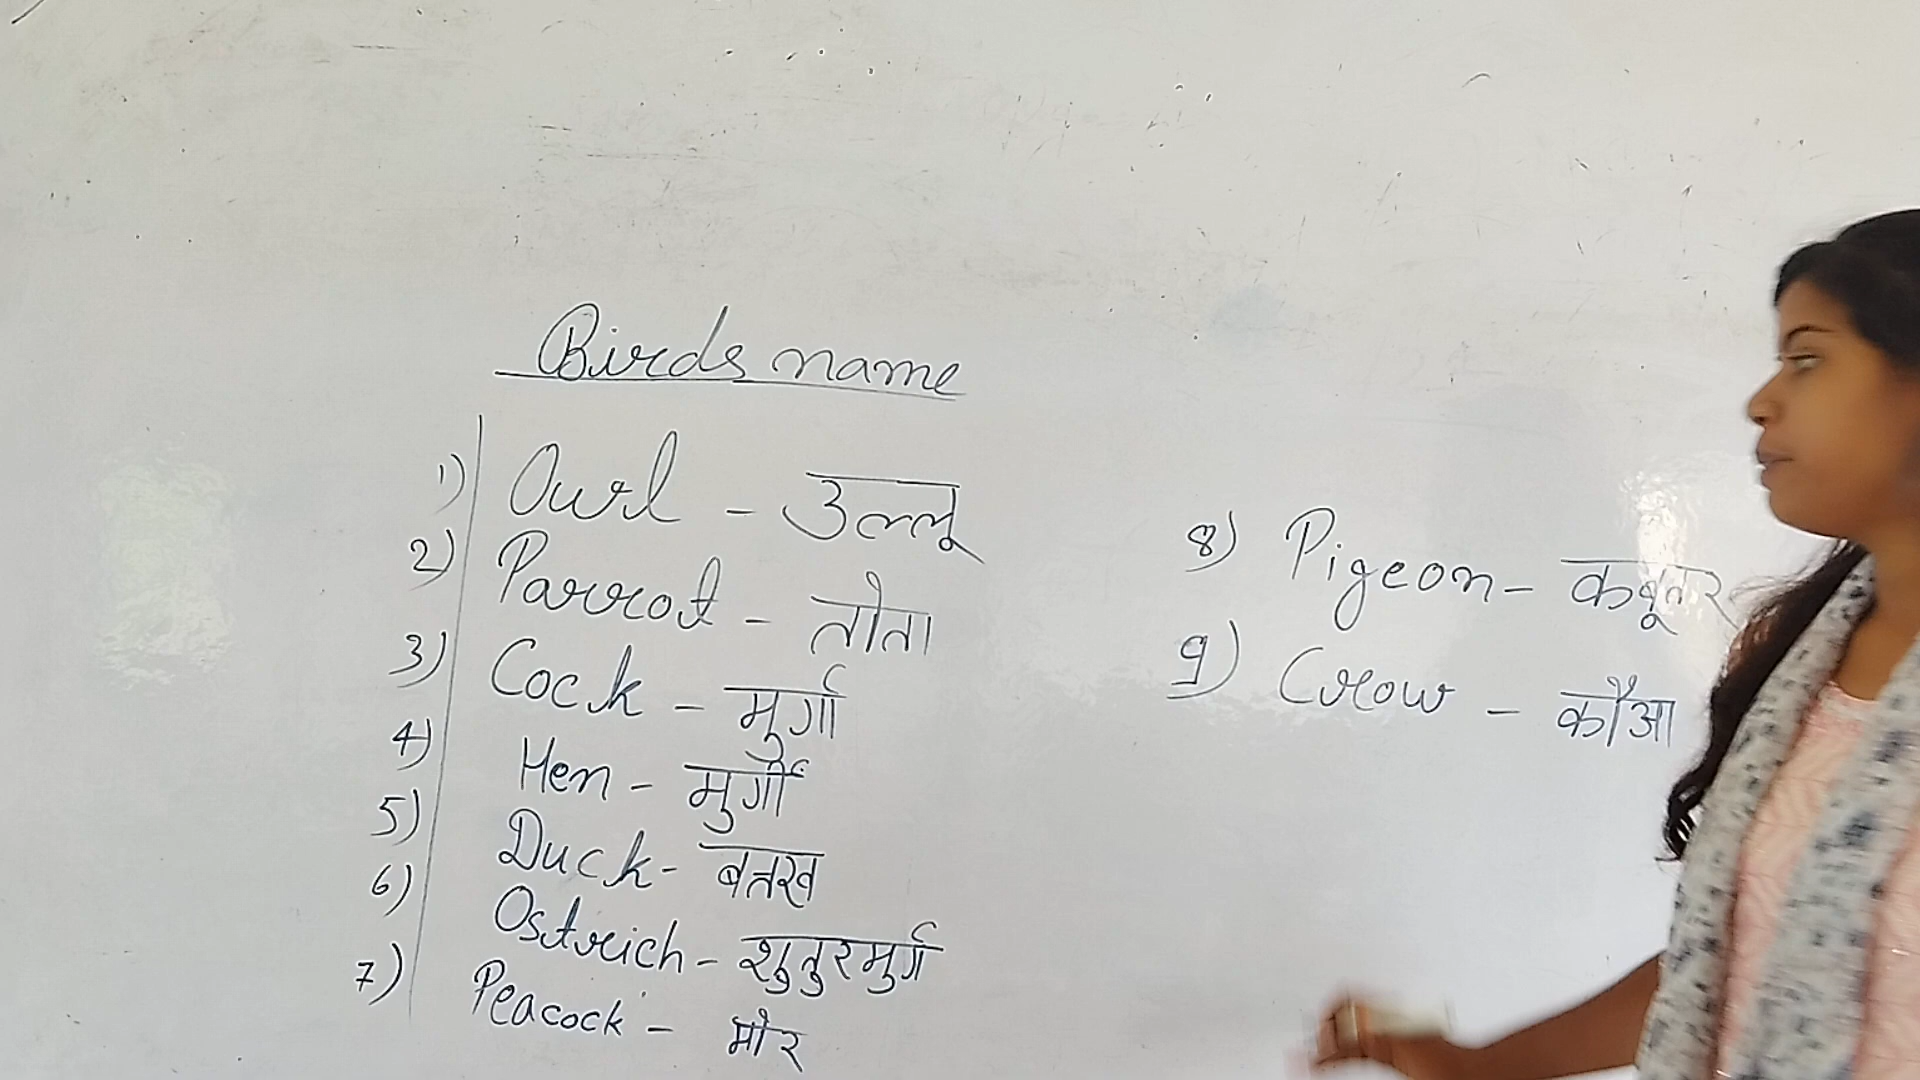 Birds name
1) Owl - उल्लू
2) Parrot - तोता
3) Cock - मुर्गा
4) Hen - मुर्गी
5) Duck - बतख
6) Ostrich - शुतुरमुर्ग
7) Peacock - मोर
8) Pigeon - कबूतर
9) Crow - कौआ